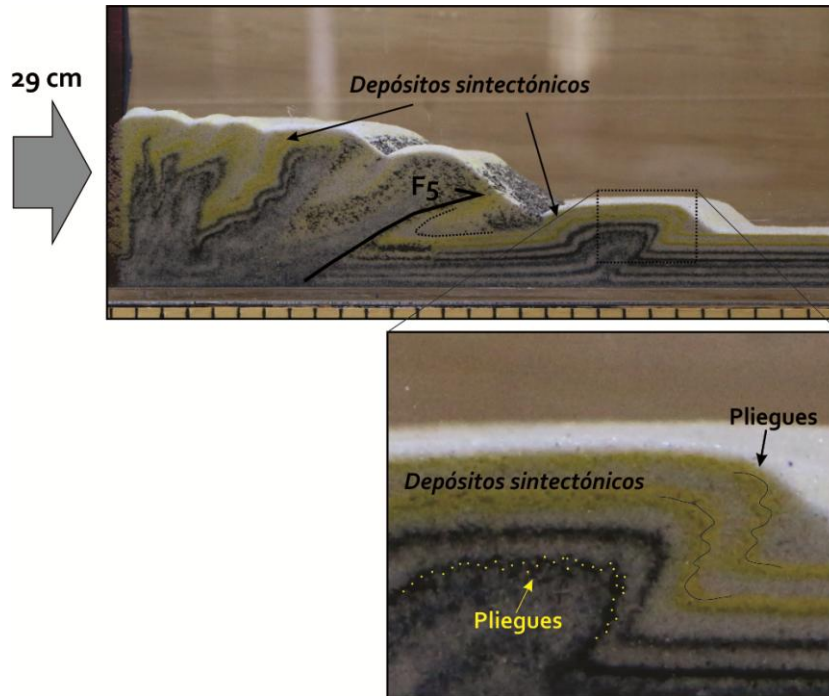 29 cm
Depósitos sintectónicos
F5
Pliegues
Depósitos sintectónicos
Pliegues